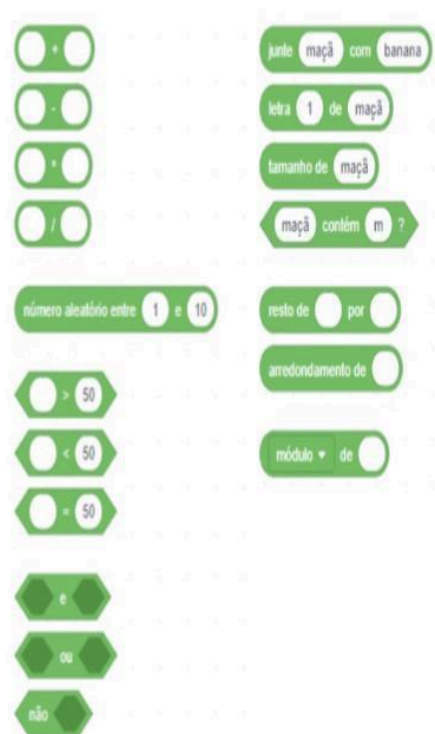 +
-
*
/
número aleatório entre 1 e 10
> 50
< 50
= 50
e
ou
não
junte maçã com banana
letra 1 de maçã
tamanho de maçã
maçã contém m ?
resto de por
arredondamento de
módulo de